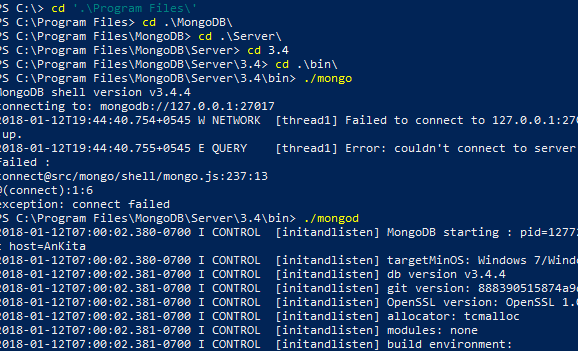 PS C:\> cd '.\Program Files\'
PS C:\Program Files> cd .\MongoDB\
PS C:\Program Files\MongoDB> cd .\Server\
PS C:\Program Files\MongoDB\Server> cd 3.4
PS C:\Program Files\MongoDB\Server\3.4> cd .\bin\
PS C:\Program Files\MongoDB\Server\3.4\bin> ./mongo
MongoDB shell version v3.4.4
connecting to: mongodb://127.0.0.1:27017
2018-01-12T19:44:40.754+0545 W NETWORK  [thread1] Failed to connect to 127.0.0.1:270
up.
2018-01-12T19:44:40.755+0545 E QUERY    [thread1] Error: couldn't connect to server
failed :
connect@src/mongo/shell/mongo.js:237:13
@(connect):1:6
exception: connect failed
PS C:\Program Files\MongoDB\Server\3.4\bin> ./mongod
2018-01-12T07:00:02.380-0700 I CONTROL  [initandlisten] MongoDB starting : pid=1277
t host=AnKita
2018-01-12T07:00:02.380-0700 I CONTROL  [initandlisten] targetMinOS: Windows 7/Windo
2018-01-12T07:00:02.381-0700 I CONTROL  [initandlisten] db version v3.4.4
2018-01-12T07:00:02.381-0700 I CONTROL  [initandlisten] git version: 888390515874a9
2018-01-12T07:00:02.381-0700 I CONTROL  [initandlisten] OpenSSL version: OpenSSL 1.0
2018-01-12T07:00:02.381-0700 I CONTROL  [initandlisten] allocator: tcmalloc
2018-01-12T07:00:02.381-0700 I CONTROL  [initandlisten] modules: none
2018-01-12T07:00:02.381-0700 I CONTROL  [initandlisten] build environment: